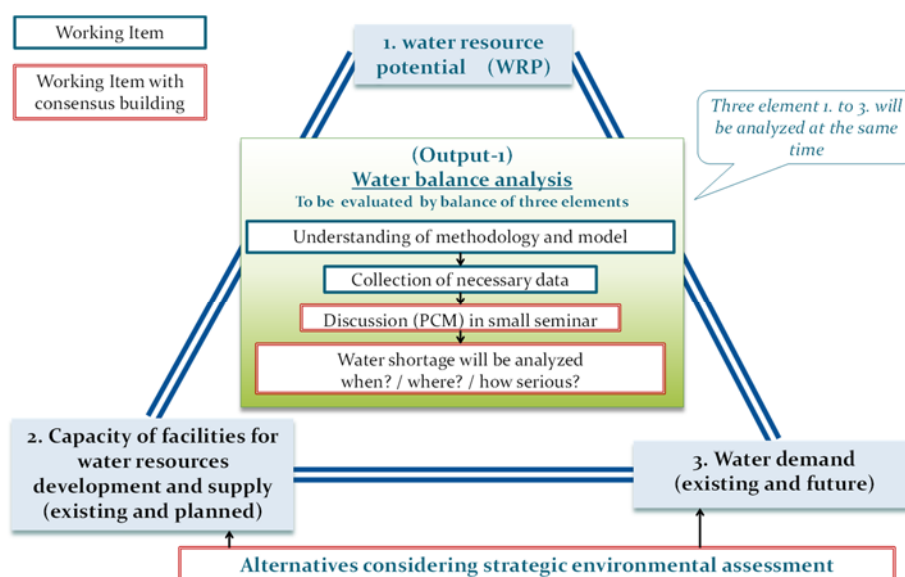 Working Item
Working Item with
consensus building
1. water resource
potential (WRP)
Three element 1. to 3. will
be analyzed at the same
time
(Output-1)
Water balance analysis
To be evaluated by balance of three elements
Understanding of methodology and model
Collection of necessary data
Discussion (PCM) in small seminar
Water shortage will be analyzed
when? / where? / how serious?
2. Capacity of facilities for
water resources
development and supply
(existing and planned)
3. Water demand
(existing and future)
Alternatives considering strategic environmental assessment